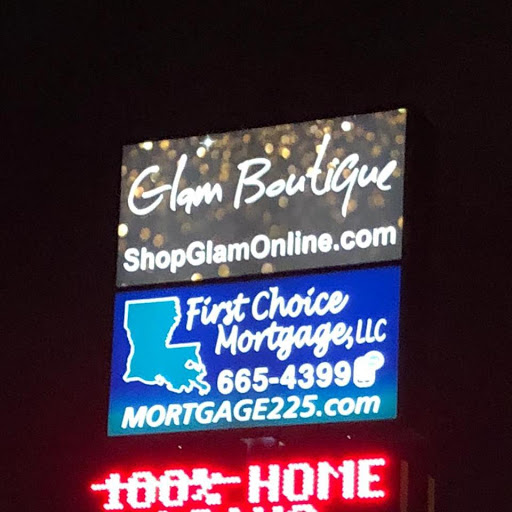 Glam Boutique
ShopGlamOnline.com
First Choice
Mortgage, LLC
665-4399
MORTGAGE225.com
100% HOME